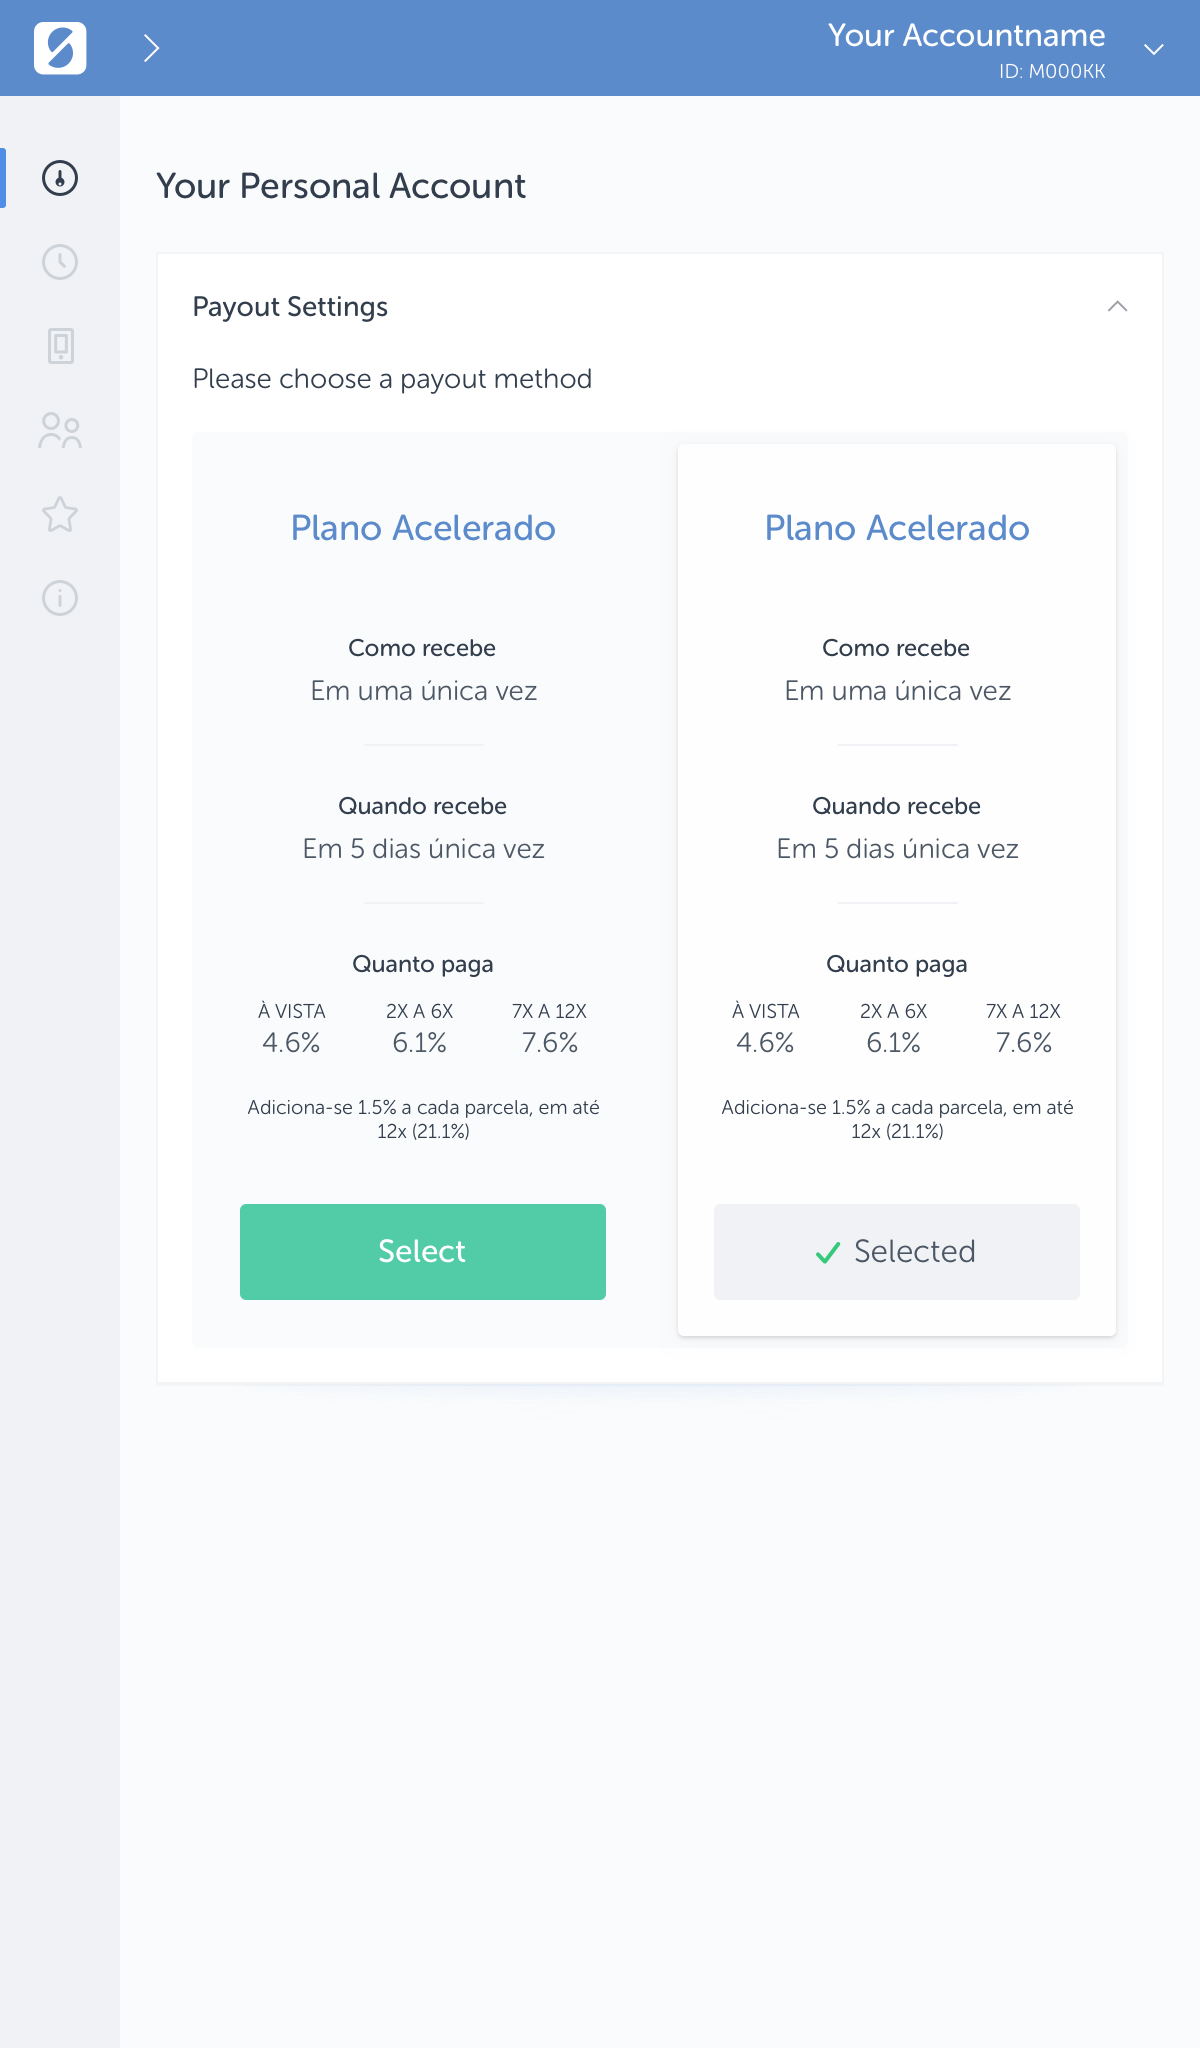 Your Accountname
ID: M000KK
Your Personal Account
Payout Settings
Please choose a payout method
Plano Acelerado
Como recebe
Em uma única vez
Quando recebe
Em 5 dias única vez
Quanto paga
À VISTA 2X A 6X 7X A 12X
4.6% 6.1% 7.6%
Adiciona-se 1.5% a cada parcela, em até
12x (21.1%)
Select
Plano Acelerado
Como recebe
Em uma única vez
Quando recebe
Em 5 dias única vez
Quanto paga
À VISTA 2X A 6X 7X A 12X
4.6% 6.1% 7.6%
Adiciona-se 1.5% a cada parcela, em até
12x (21.1%)
Selected